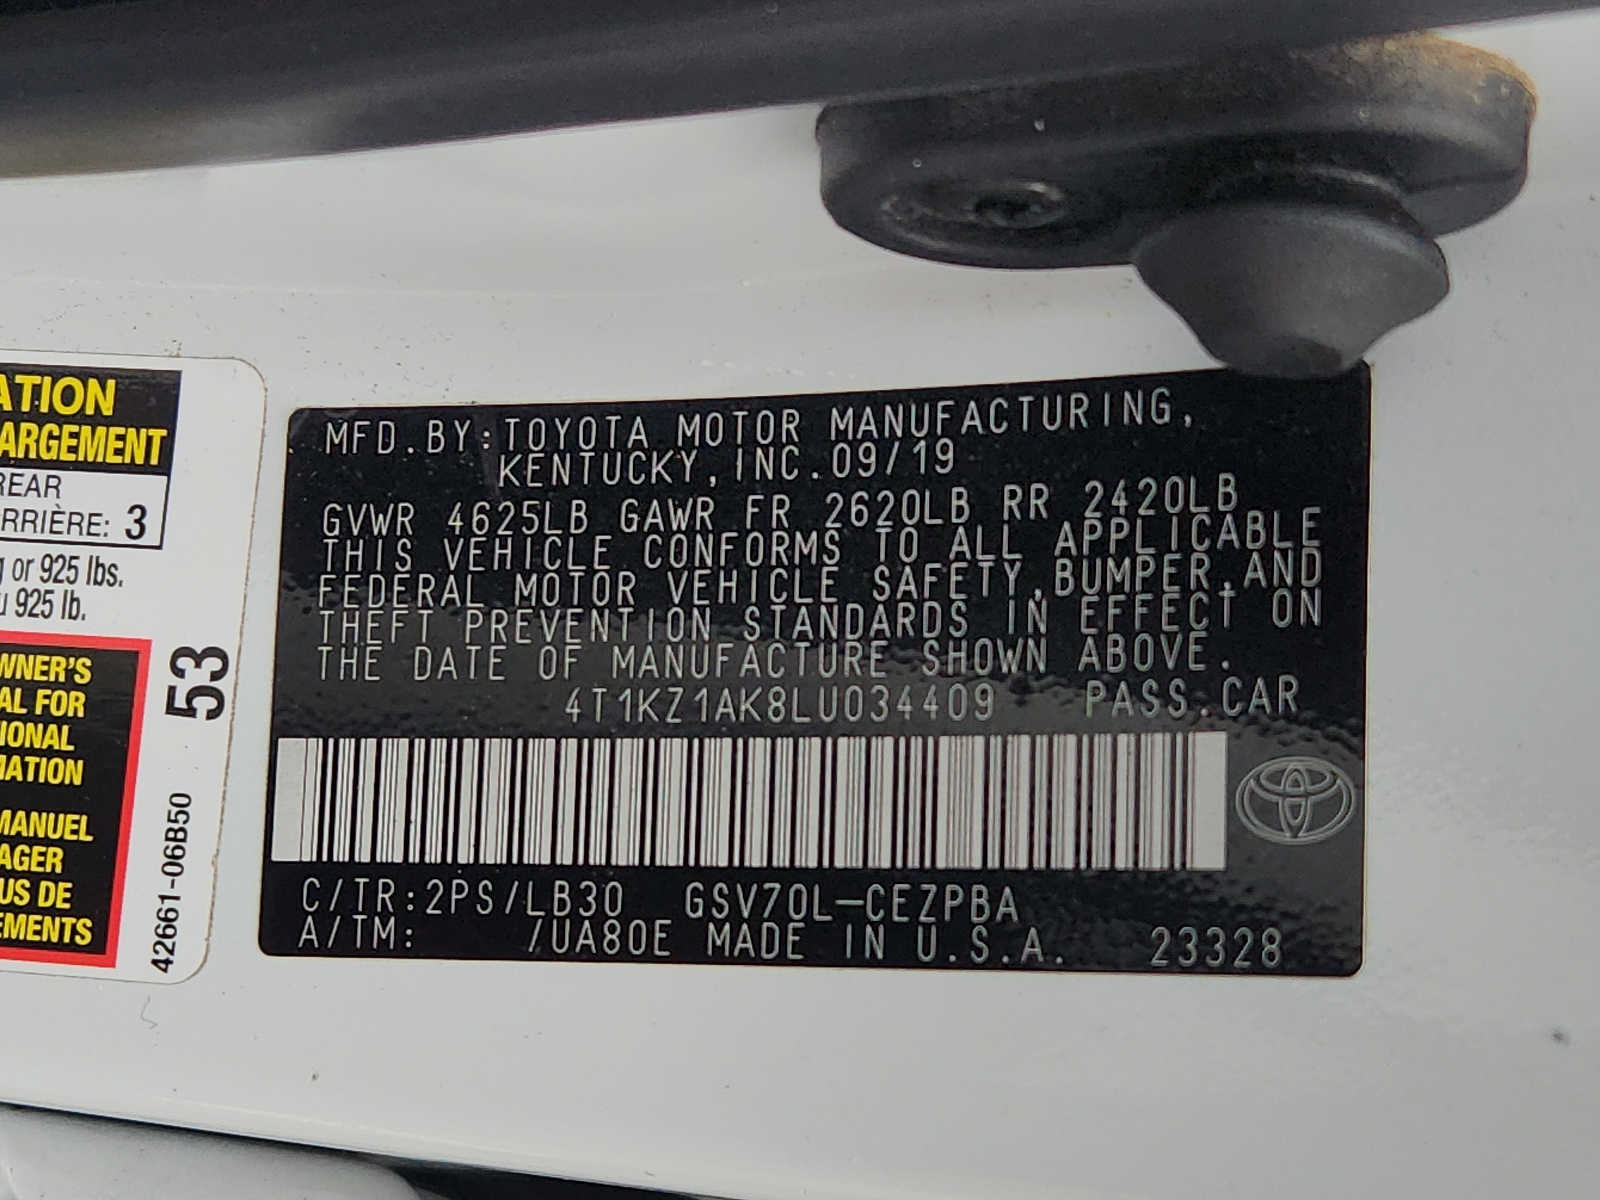 ATION
ARGEMENT
REAR
RRIÈRE: 3
g or 925 lbs.
u 925 lb.
WNER'S
AL FOR
IONAL
MATION
MANUEL
AGER
US DE
EMENTS
53
42661-06B50
MFD.BY:TOYOTA MOTOR MANUFACTURING,
KENTUCKY,INC.09/19
GVWR 4625LB GAWR FR 2620LB RR 2420LB
THIS VEHICLE CONFORMS TO ALL APPLICABLE
FEDERAL MOTOR VEHICLE SAFETY,BUMPER,AND
THEFT PREVENTION STANDARDS IN EFFECT ON
THE DATE OF MANUFACTURE SHOWN ABOVE.
4T1KZ1AK8LU034409 PASS.CAR
C/TR:2PS/LB30 GSV70L-CEZPBA
A/TM: /UA80E MADE IN U.S.A. 23328